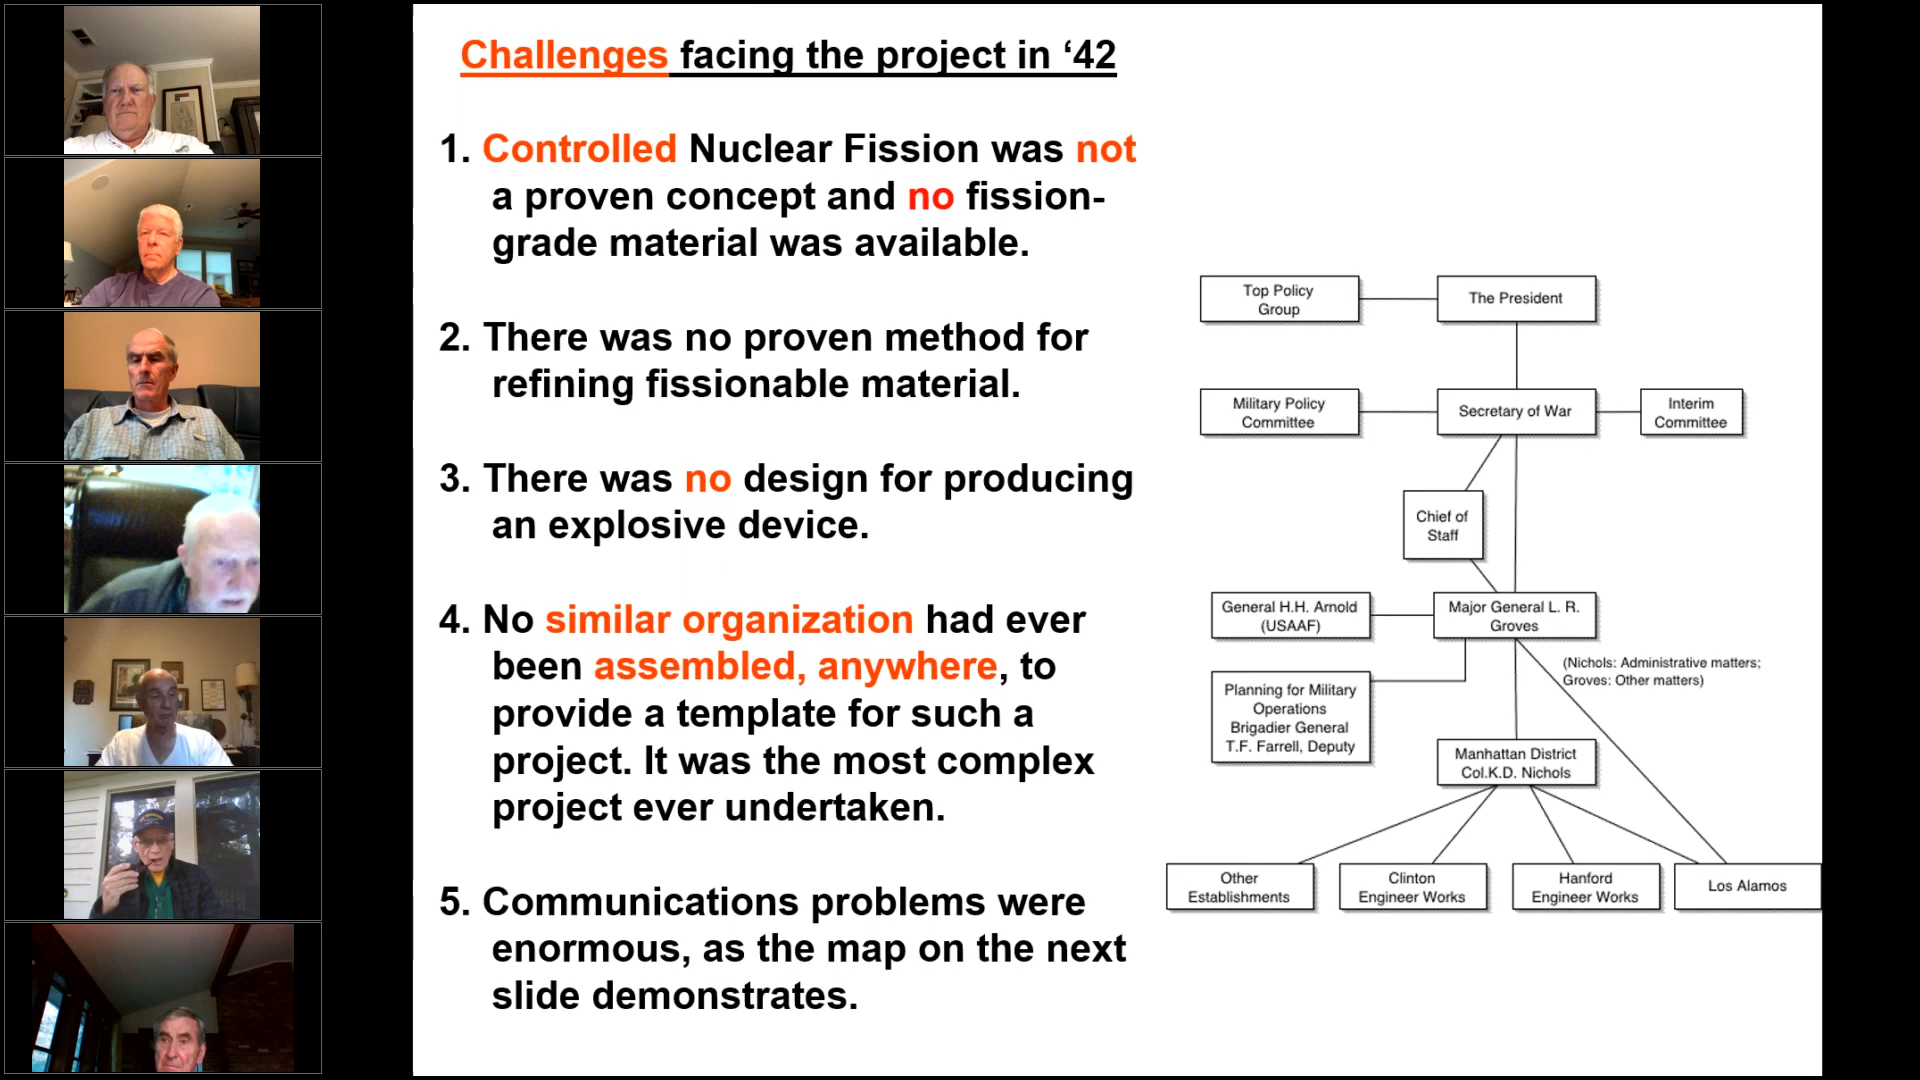 Challenges facing the project in ‘42
1. Controlled Nuclear Fission was not
a proven concept and no fission-
grade material was available.
2. There was no proven method for
refining fissionable material.
3. There was no design for producing
an explosive device.
4. No similar organization had ever
been assembled, anywhere, to
provide a template for such a
project. It was the most complex
project ever undertaken.
5. Communications problems were
enormous, as the map on the next
slide demonstrates.
Top Policy
Group
The President
Military Policy
Committee
Secretary of War
Interim
Committee
Chief of
Staff
General H.H. Arnold
(USAAF)
Major General L. R.
Groves
(Nichols: Administrative matters;
Groves: Other matters)
Planning for Military
Operations
Brigadier General
T.F. Farrell, Deputy
Manhattan District
Col.K.D. Nichols
Other
Establishments
Clinton
Engineer Works
Hanford
Engineer Works
Los Alamos